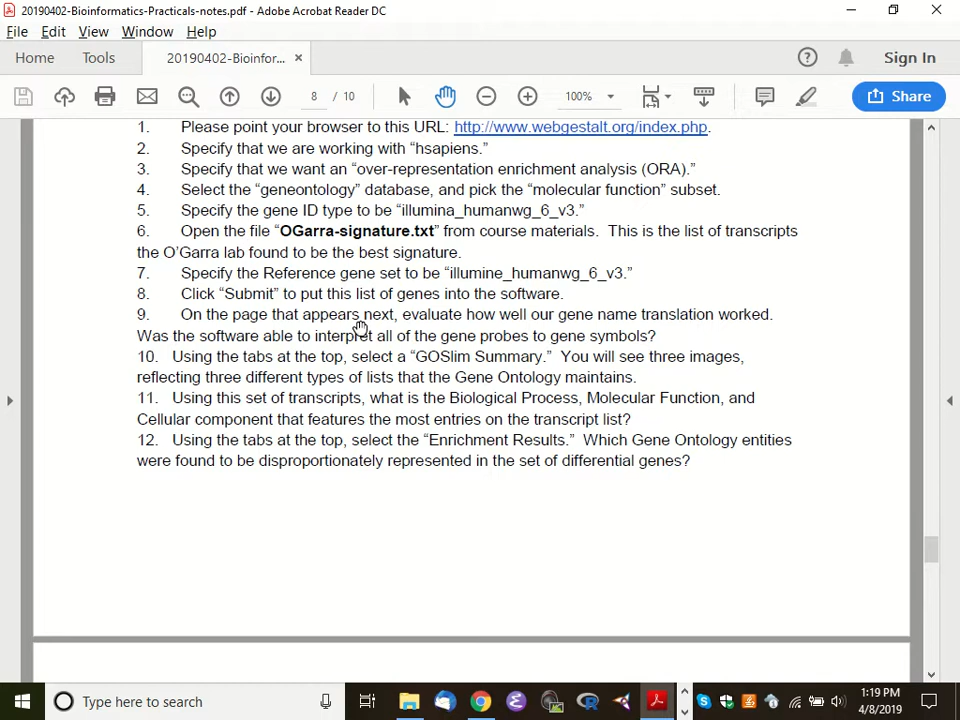 20190402-Bioinformatics-Practicals-notes.pdf - Adobe Acrobat Reader DC
File Edit View Window Help
Home Tools 20190402-Bioinfor... × Sign In
8 / 10 100% Share
1. Please point your browser to this URL: http://www.webgestalt.org/index.php.
2. Specify that we are working with “hsapiens.”
3. Specify that we want an “over-representation enrichment analysis (ORA).”
4. Select the “geneontology” database, and pick the “molecular function” subset.
5. Specify the gene ID type to be “illumina_humanwg_6_v3.”
6. Open the file “OGarra-signature.txt” from course materials. This is the list of transcripts
the O’Garra lab found to be the best signature.
7. Specify the Reference gene set to be “illumine_humanwg_6_v3.”
8. Click “Submit” to put this list of genes into the software.
9. On the page that appears next, evaluate how well our gene name translation worked.
Was the software able to interpret all of the gene probes to gene symbols?
10. Using the tabs at the top, select a “GOSlim Summary.” You will see three images,
reflecting three different types of lists that the Gene Ontology maintains.
11. Using this set of transcripts, what is the Biological Process, Molecular Function, and
Cellular component that features the most entries on the transcript list?
12. Using the tabs at the top, select the “Enrichment Results.” Which Gene Ontology entities
were found to be disproportionately represented in the set of differential genes?
Type here to search
1:19 PM
4/8/2019